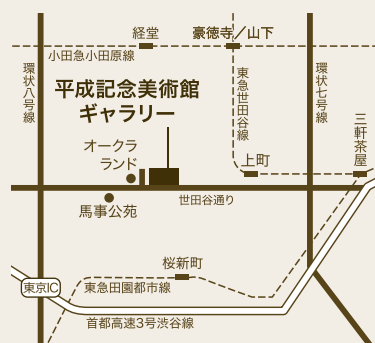 経堂
豪徳寺／山下
小田急小田原線
環状八号線
平成記念美術館
ギャラリー
東急世田谷線
環状七号線
三軒茶屋
オークラ
ランド
上町
世田谷通り
馬事公苑
桜新町
東京IC
東急田園都市線
首都高速3号渋谷線